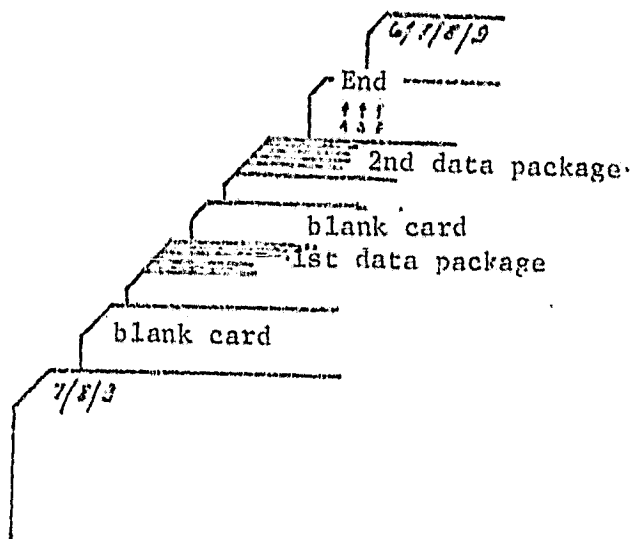 6/7/8/9
End
2nd data package
blank card
1st data package
blank card
7/8/9